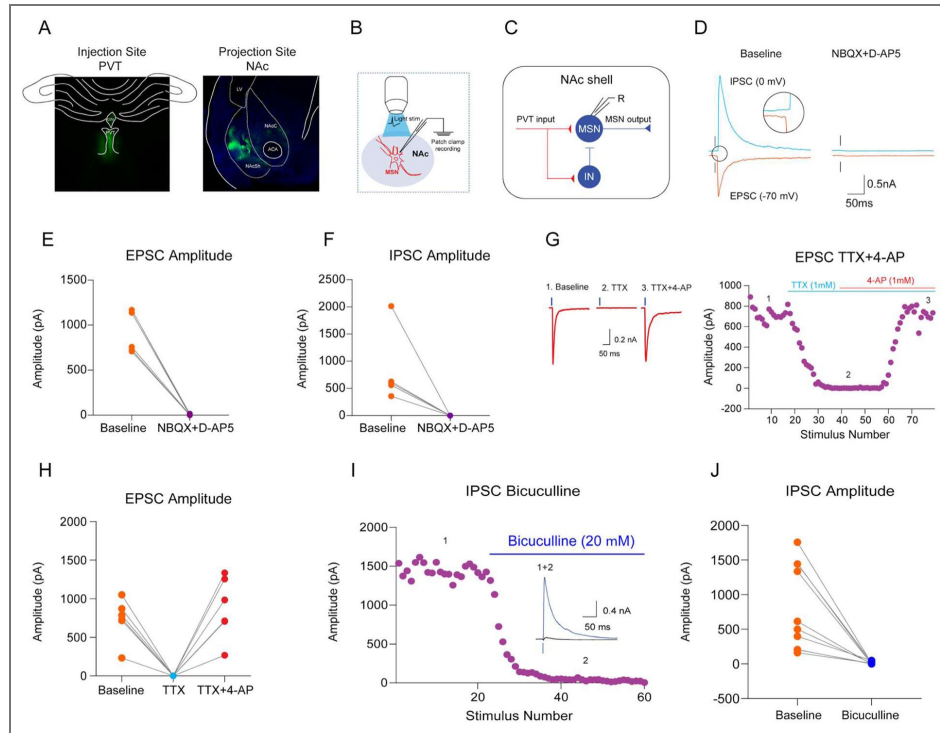 A
Injection Site
PVT
Projection Site
NAc
LV
NAcC
ACA
NAcSh
B
Light stim.
NAc
Patch clamp
recording
MSN
C
NAc shell
R
PVT input
MSN output
MSN
IN
D
Baseline
NBQX+D-AP5
IPSC (0 mV)
EPSC (-70 mV)
0.5nA
50ms
E
EPSC Amplitude
Amplitude (pA)
1500
1000
500
0
Baseline
NBQX+D-AP5
F
IPSC Amplitude
Amplitude (pA)
2500
2000
1500
1000
500
0
Baseline
NBQX+D-AP5
G
1. Baseline
2. TTX
3. TTX+4-AP
0.2 nA
50 ms
EPSC TTX+4-AP
TTX (1mM)
4-AP (1mM)
Amplitude (pA)
1000
800
600
400
200
0
-200
1
2
3
10 20 30 40 50 60 70
Stimulus Number
H
EPSC Amplitude
Amplitude (pA)
2000
1500
1000
500
0
Baseline
TTX
TTX+4-AP
I
IPSC Bicuculline
Bicuculline (20 mM)
Amplitude (pA)
2000
1500
1000
500
0
1
1+2
0.4 nA
50 ms
2
20 40 60
Stimulus Number
J
IPSC Amplitude
Amplitude (pA)
2000
1500
1000
500
0
-500
Baseline
Bicuculline